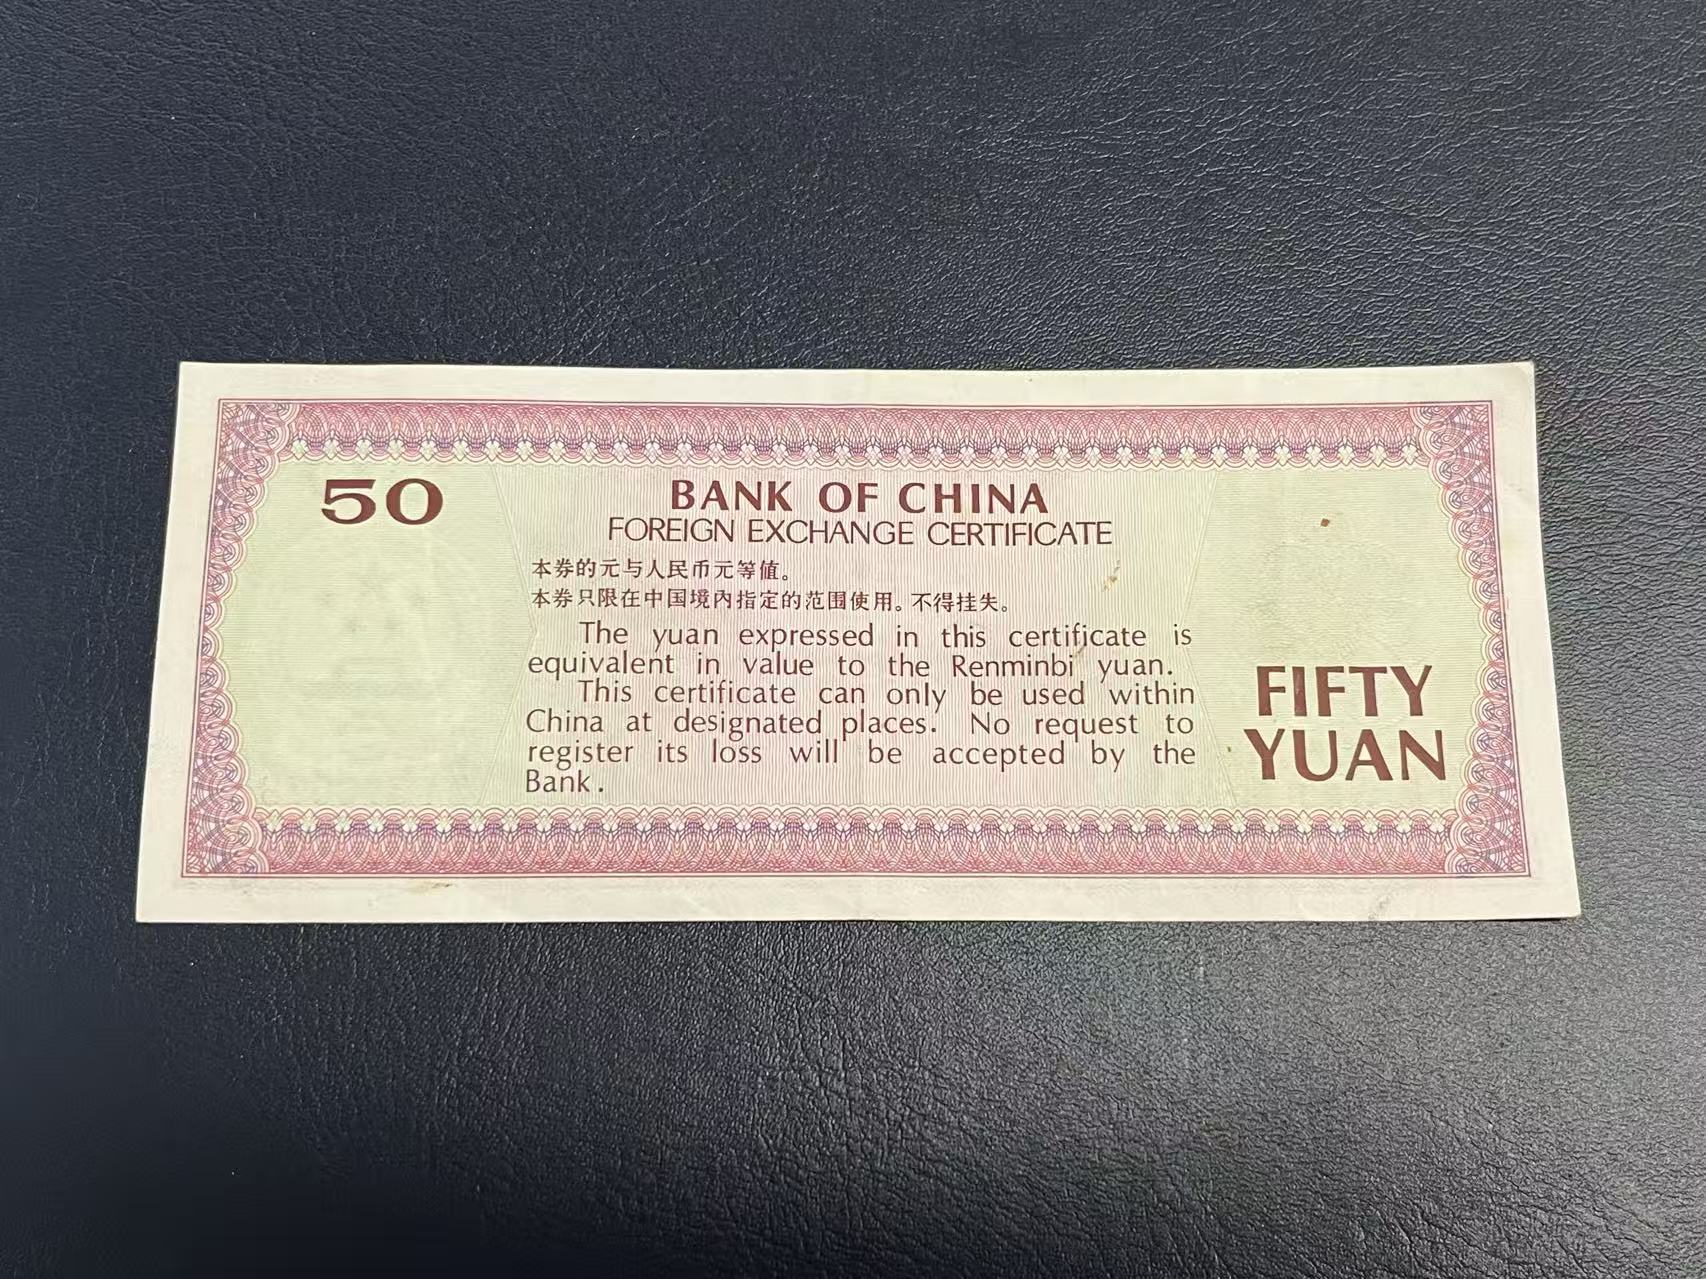 50
BANK OF CHINA
FOREIGN EXCHANGE CERTIFICATE
本券的元与人民币元等値。
本券只限在中国境内指定的范围使用。不得挂失。
The yuan expressed in this certificate is
equivalent in value to the Renminbi yuan.
This certificate can only be used within
China at designated places. No request to
register its loss will be accepted by the
Bank.
FIFTY
YUAN